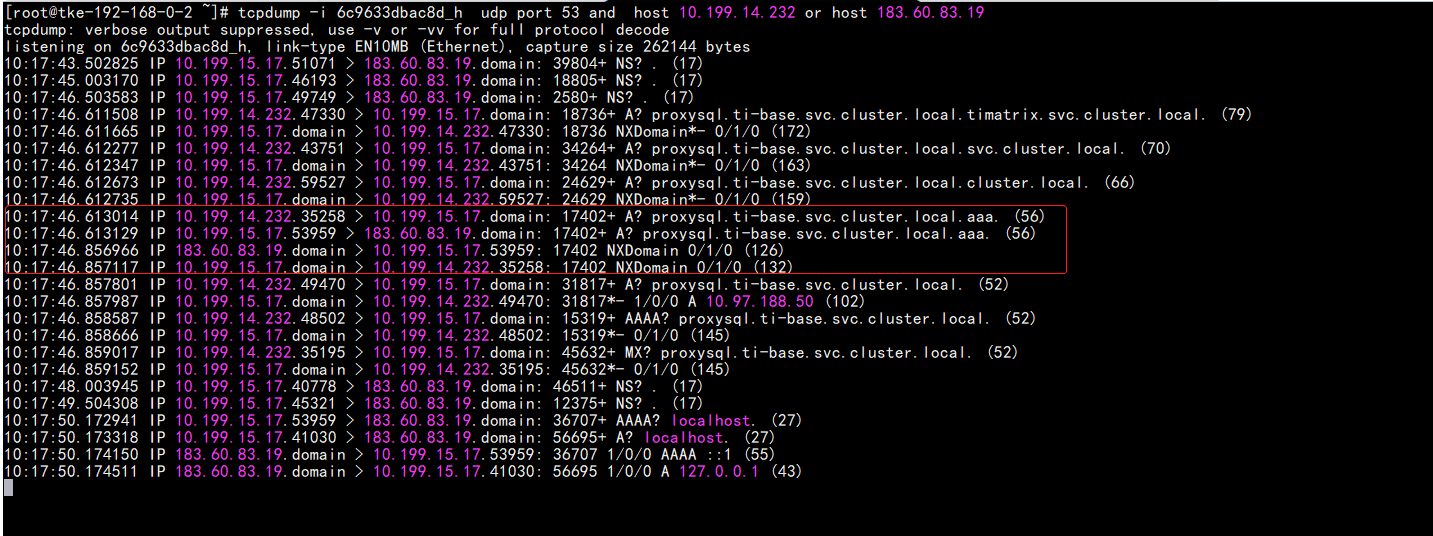 [root@tke-192-168-0-2 ~]# tcpdump -i 6c9633dbac8d_h  udp port 53 and  host 10.199.14.232 or host 183.60.83.19
tcpdump: verbose output suppressed, use -v or -vv for full protocol decode
listening on 6c9633dbac8d_h, link-type EN10MB (Ethernet), capture size 262144 bytes
10:17:43.502825 IP 10.199.15.17.51071 > 183.60.83.19.domain: 39804+ NS? . (17)
10:17:45.003170 IP 10.199.15.17.46193 > 183.60.83.19.domain: 18805+ NS? . (17)
10:17:46.503583 IP 10.199.15.17.49749 > 183.60.83.19.domain: 2580+ NS? . (17)
10:17:46.611508 IP 10.199.14.232.47330 > 10.199.15.17.domain: 18736+ A? proxysql.ti-base.svc.cluster.local.timatrix.svc.cluster.local. (79)
10:17:46.611665 IP 10.199.15.17.domain > 10.199.14.232.47330: 18736 NXDomain*- 0/1/0 (172)
10:17:46.612277 IP 10.199.14.232.43751 > 10.199.15.17.domain: 34264+ A? proxysql.ti-base.svc.cluster.local.svc.cluster.local. (70)
10:17:46.612347 IP 10.199.15.17.domain > 10.199.14.232.43751: 34264 NXDomain*- 0/1/0 (163)
10:17:46.612673 IP 10.199.14.232.59527 > 10.199.15.17.domain: 24629+ A? proxysql.ti-base.svc.cluster.local.cluster.local. (66)
10:17:46.612735 IP 10.199.15.17.domain > 10.199.14.232.59527: 24629 NXDomain*- 0/1/0 (159)
10:17:46.613014 IP 10.199.14.232.35258 > 10.199.15.17.domain: 17402+ A? proxysql.ti-base.svc.cluster.local.aaa. (56)
10:17:46.613129 IP 10.199.15.17.53959 > 183.60.83.19.domain: 17402+ A? proxysql.ti-base.svc.cluster.local.aaa. (56)
10:17:46.856966 IP 183.60.83.19.domain > 10.199.15.17.53959: 17402 NXDomain 0/1/0 (126)
10:17:46.857117 IP 10.199.15.17.domain > 10.199.14.232.35258: 17402 NXDomain 0/1/0 (132)
10:17:46.857801 IP 10.199.14.232.49470 > 10.199.15.17.domain: 31817+ A? proxysql.ti-base.svc.cluster.local. (52)
10:17:46.857987 IP 10.199.15.17.domain > 10.199.14.232.49470: 31817*- 1/0/0 A 10.97.188.50 (102)
10:17:46.858587 IP 10.199.14.232.48502 > 10.199.15.17.domain: 15319+ AAAA? proxysql.ti-base.svc.cluster.local. (52)
10:17:46.858666 IP 10.199.15.17.domain > 10.199.14.232.48502: 15319*- 0/1/0 (145)
10:17:46.859017 IP 10.199.14.232.35195 > 10.199.15.17.domain: 45632+ MX? proxysql.ti-base.svc.cluster.local. (52)
10:17:46.859152 IP 10.199.15.17.domain > 10.199.14.232.35195: 45632*- 0/1/0 (145)
10:17:48.003945 IP 10.199.15.17.40778 > 183.60.83.19.domain: 46511+ NS? . (17)
10:17:49.504308 IP 10.199.15.17.45321 > 183.60.83.19.domain: 12375+ NS? . (17)
10:17:50.172941 IP 10.199.15.17.53959 > 183.60.83.19.domain: 36707+ AAAA? localhost. (27)
10:17:50.173318 IP 10.199.15.17.41030 > 183.60.83.19.domain: 56695+ A? localhost. (27)
10:17:50.174150 IP 183.60.83.19.domain > 10.199.15.17.53959: 36707 1/0/0 AAAA ::1 (55)
10:17:50.174511 IP 183.60.83.19.domain > 10.199.15.17.41030: 56695 1/0/0 A 127.0.0.1 (43)